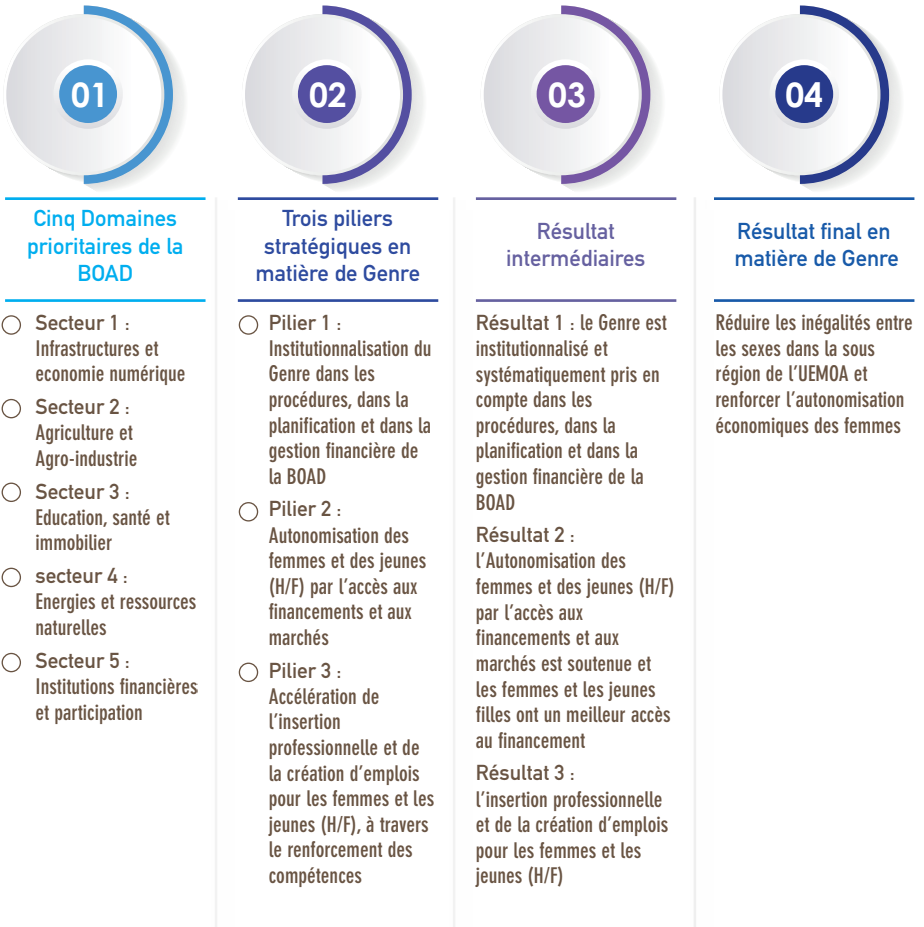 01
Cinq Domaines
prioritaires de la
BOAD
Secteur 1 :
Infrastructures et
economie numérique
Secteur 2 :
Agriculture et
Agro-industrie
Secteur 3 :
Education, santé et
immobilier
secteur 4 :
Energies et ressources
naturelles
Secteur 5 :
Institutions financières
et participation
02
Trois piliers
stratégiques en
matière de Genre
Pilier 1 :
Institutionnalisation du
Genre dans les
procédures, dans la
planification et dans la
gestion financière de
la BOAD
Pilier 2 :
Autonomisation des
femmes et des jeunes
(H/F) par l’accès aux
financements et aux
marchés
Pilier 3 :
Accélération de
l’insertion
professionnelle et de
la création d’emplois
pour les femmes et les
jeunes (H/F), à travers
le renforcement des
compétences
03
Résultat
intermédiaires
Résultat 1 : le Genre est
institutionnalisé et
systématiquement pris en
compte dans les
procédures, dans la
planification et dans la
gestion financière de la
BOAD
Résultat 2 :
l’Autonomisation des
femmes et des jeunes (H/F)
par l’accès aux
financements et aux
marchés est soutenue et
les femmes et les jeunes
filles ont un meilleur accès
au financement
Résultat 3 :
l’insertion professionnelle
et de la création d’emplois
pour les femmes et les
jeunes (H/F)
04
Résultat final en
matière de Genre
Réduire les inégalités entre
les sexes dans la sous
région de l’UEMOA et
renforcer l’autonomisation
économiques des femmes